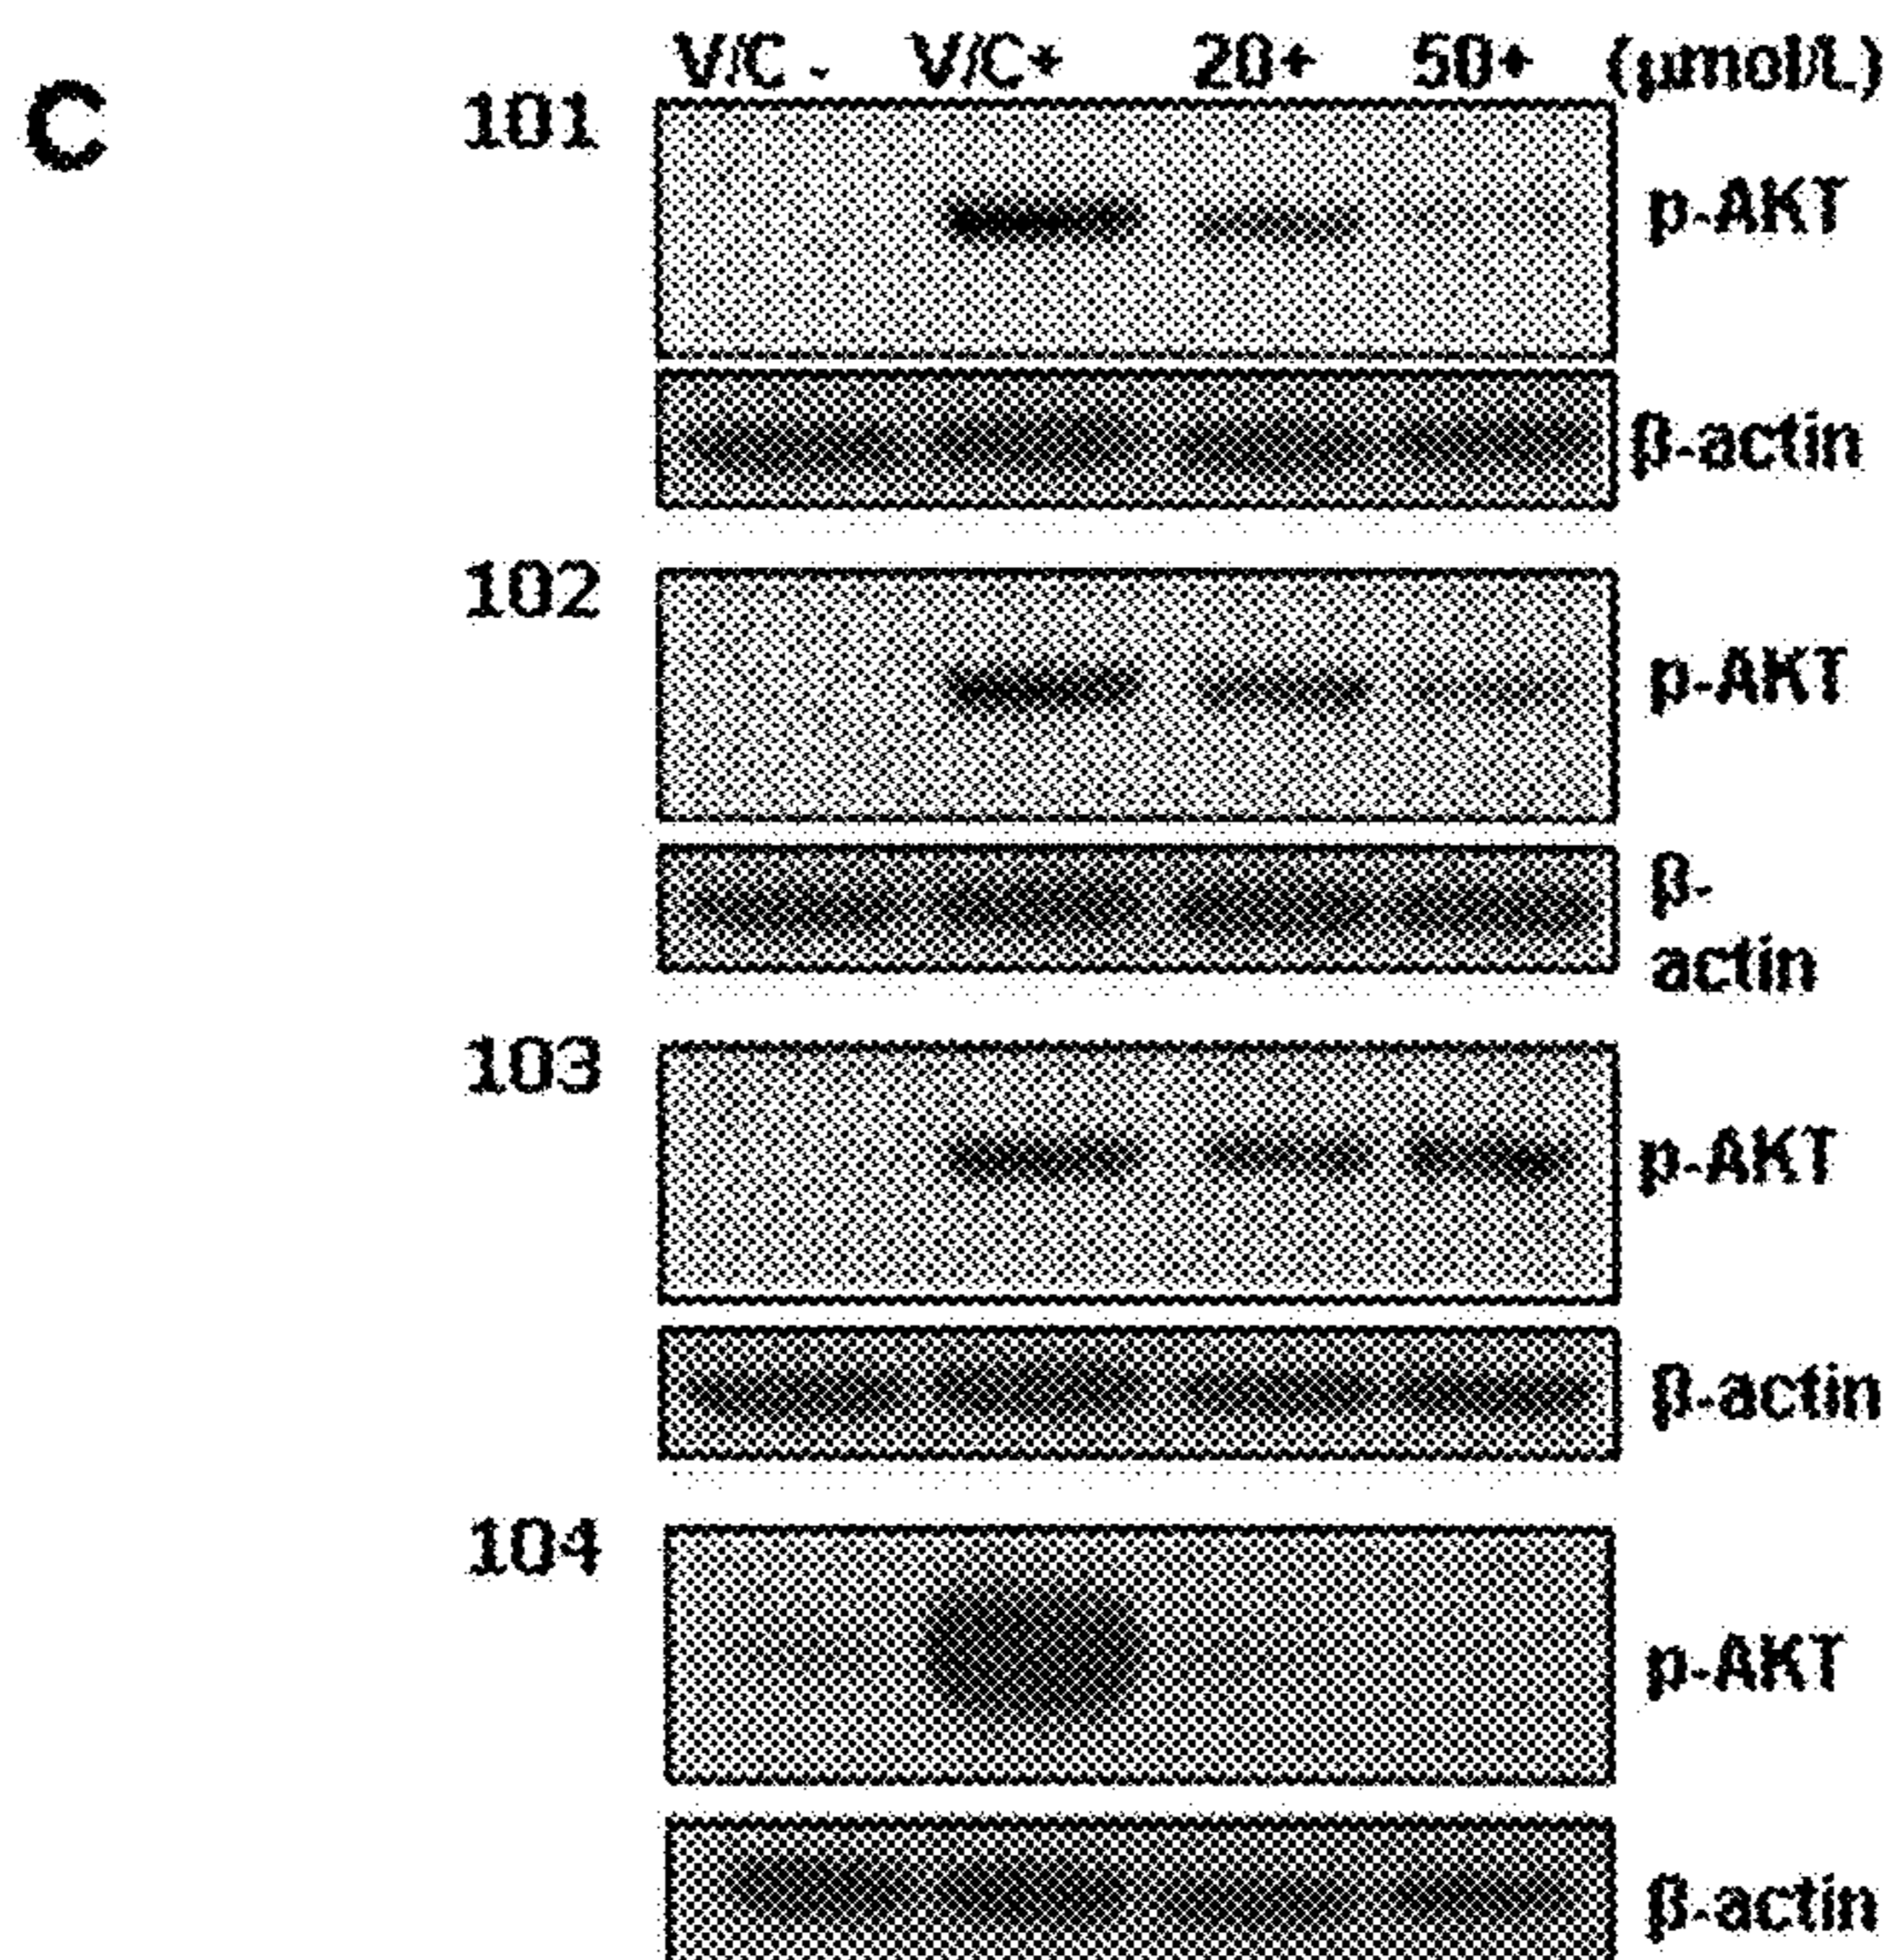 C
V/C - V/C+ 20+ 50+ (µmol/L)
101
p-AKT
β-actin
102
p-AKT
β-
actin
103
p-AKT
β-actin
104
p-AKT
β-actin